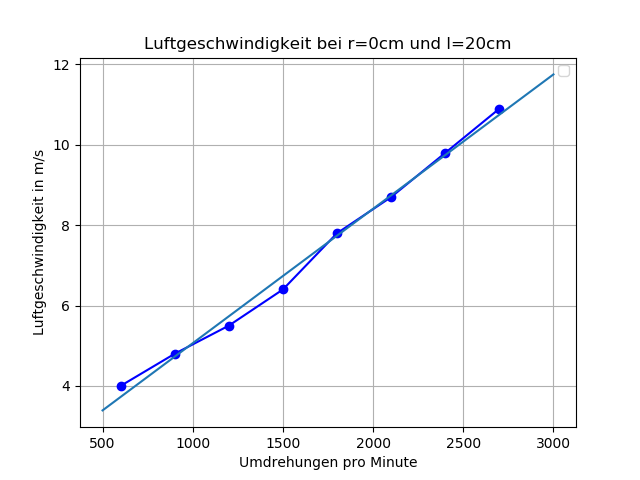 Luftgeschwindigkeit bei r=0cm und l=20cm
12
10
8
6
4
Luftgeschwindigkeit in m/s
500 1000 1500 2000 2500 3000
Umdrehungen pro Minute